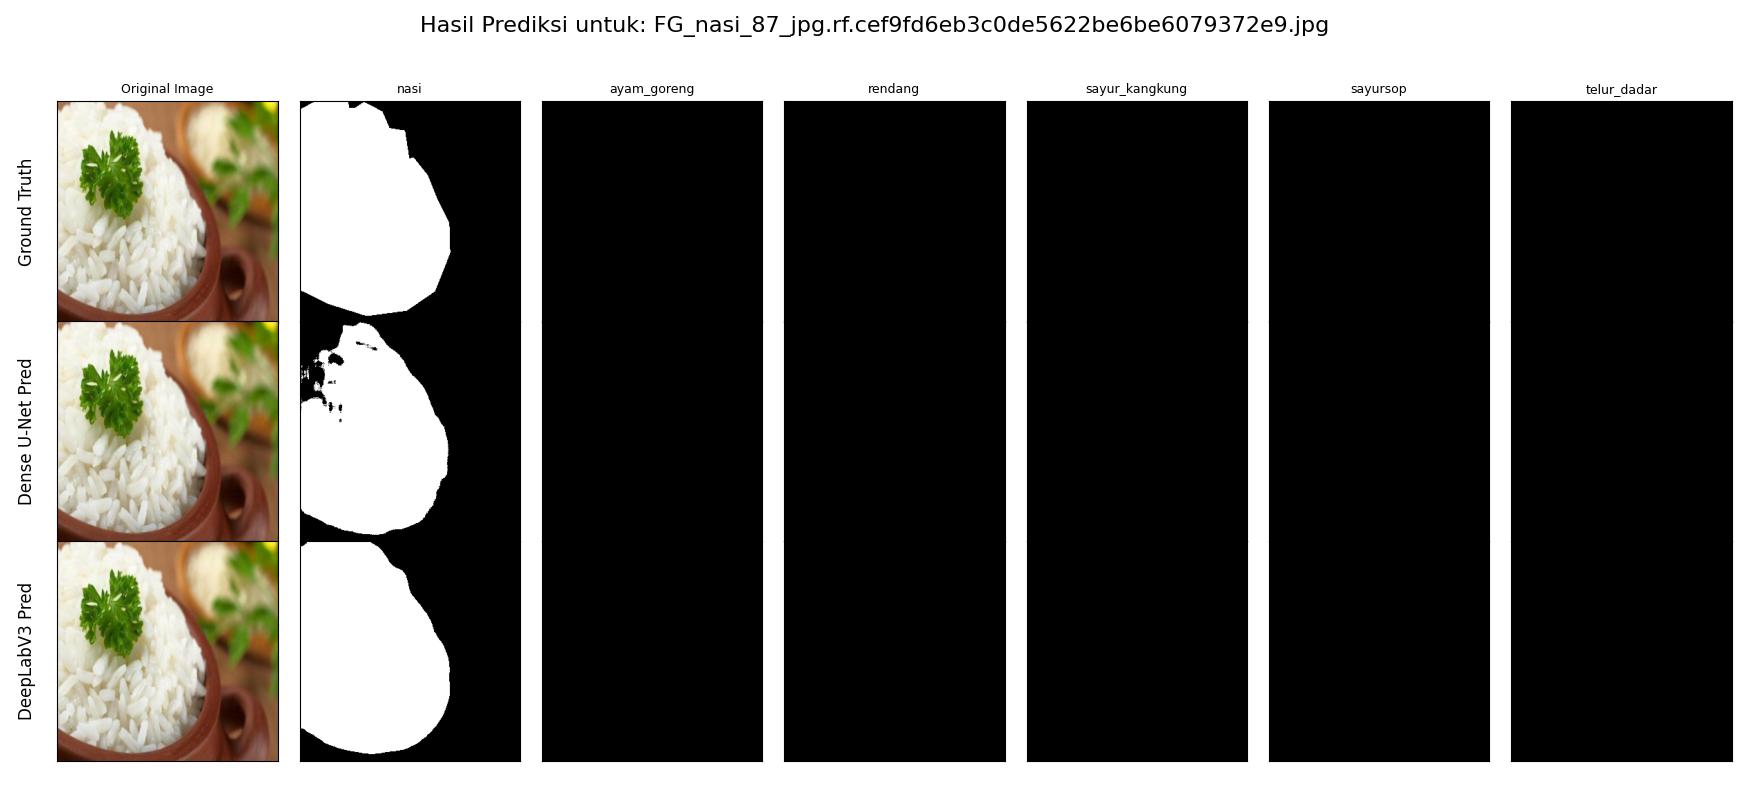 Hasil Prediksi untuk: FG_nasi_87_jpg.rf.cef9fd6eb3c0de5622be6be6079372e9.jpg
Original Image
nasi
ayam_goreng
rendang
sayur_kangkung
sayursop
telur_dadar
Ground Truth
Dense U-Net Pred
DeepLabV3 Pred